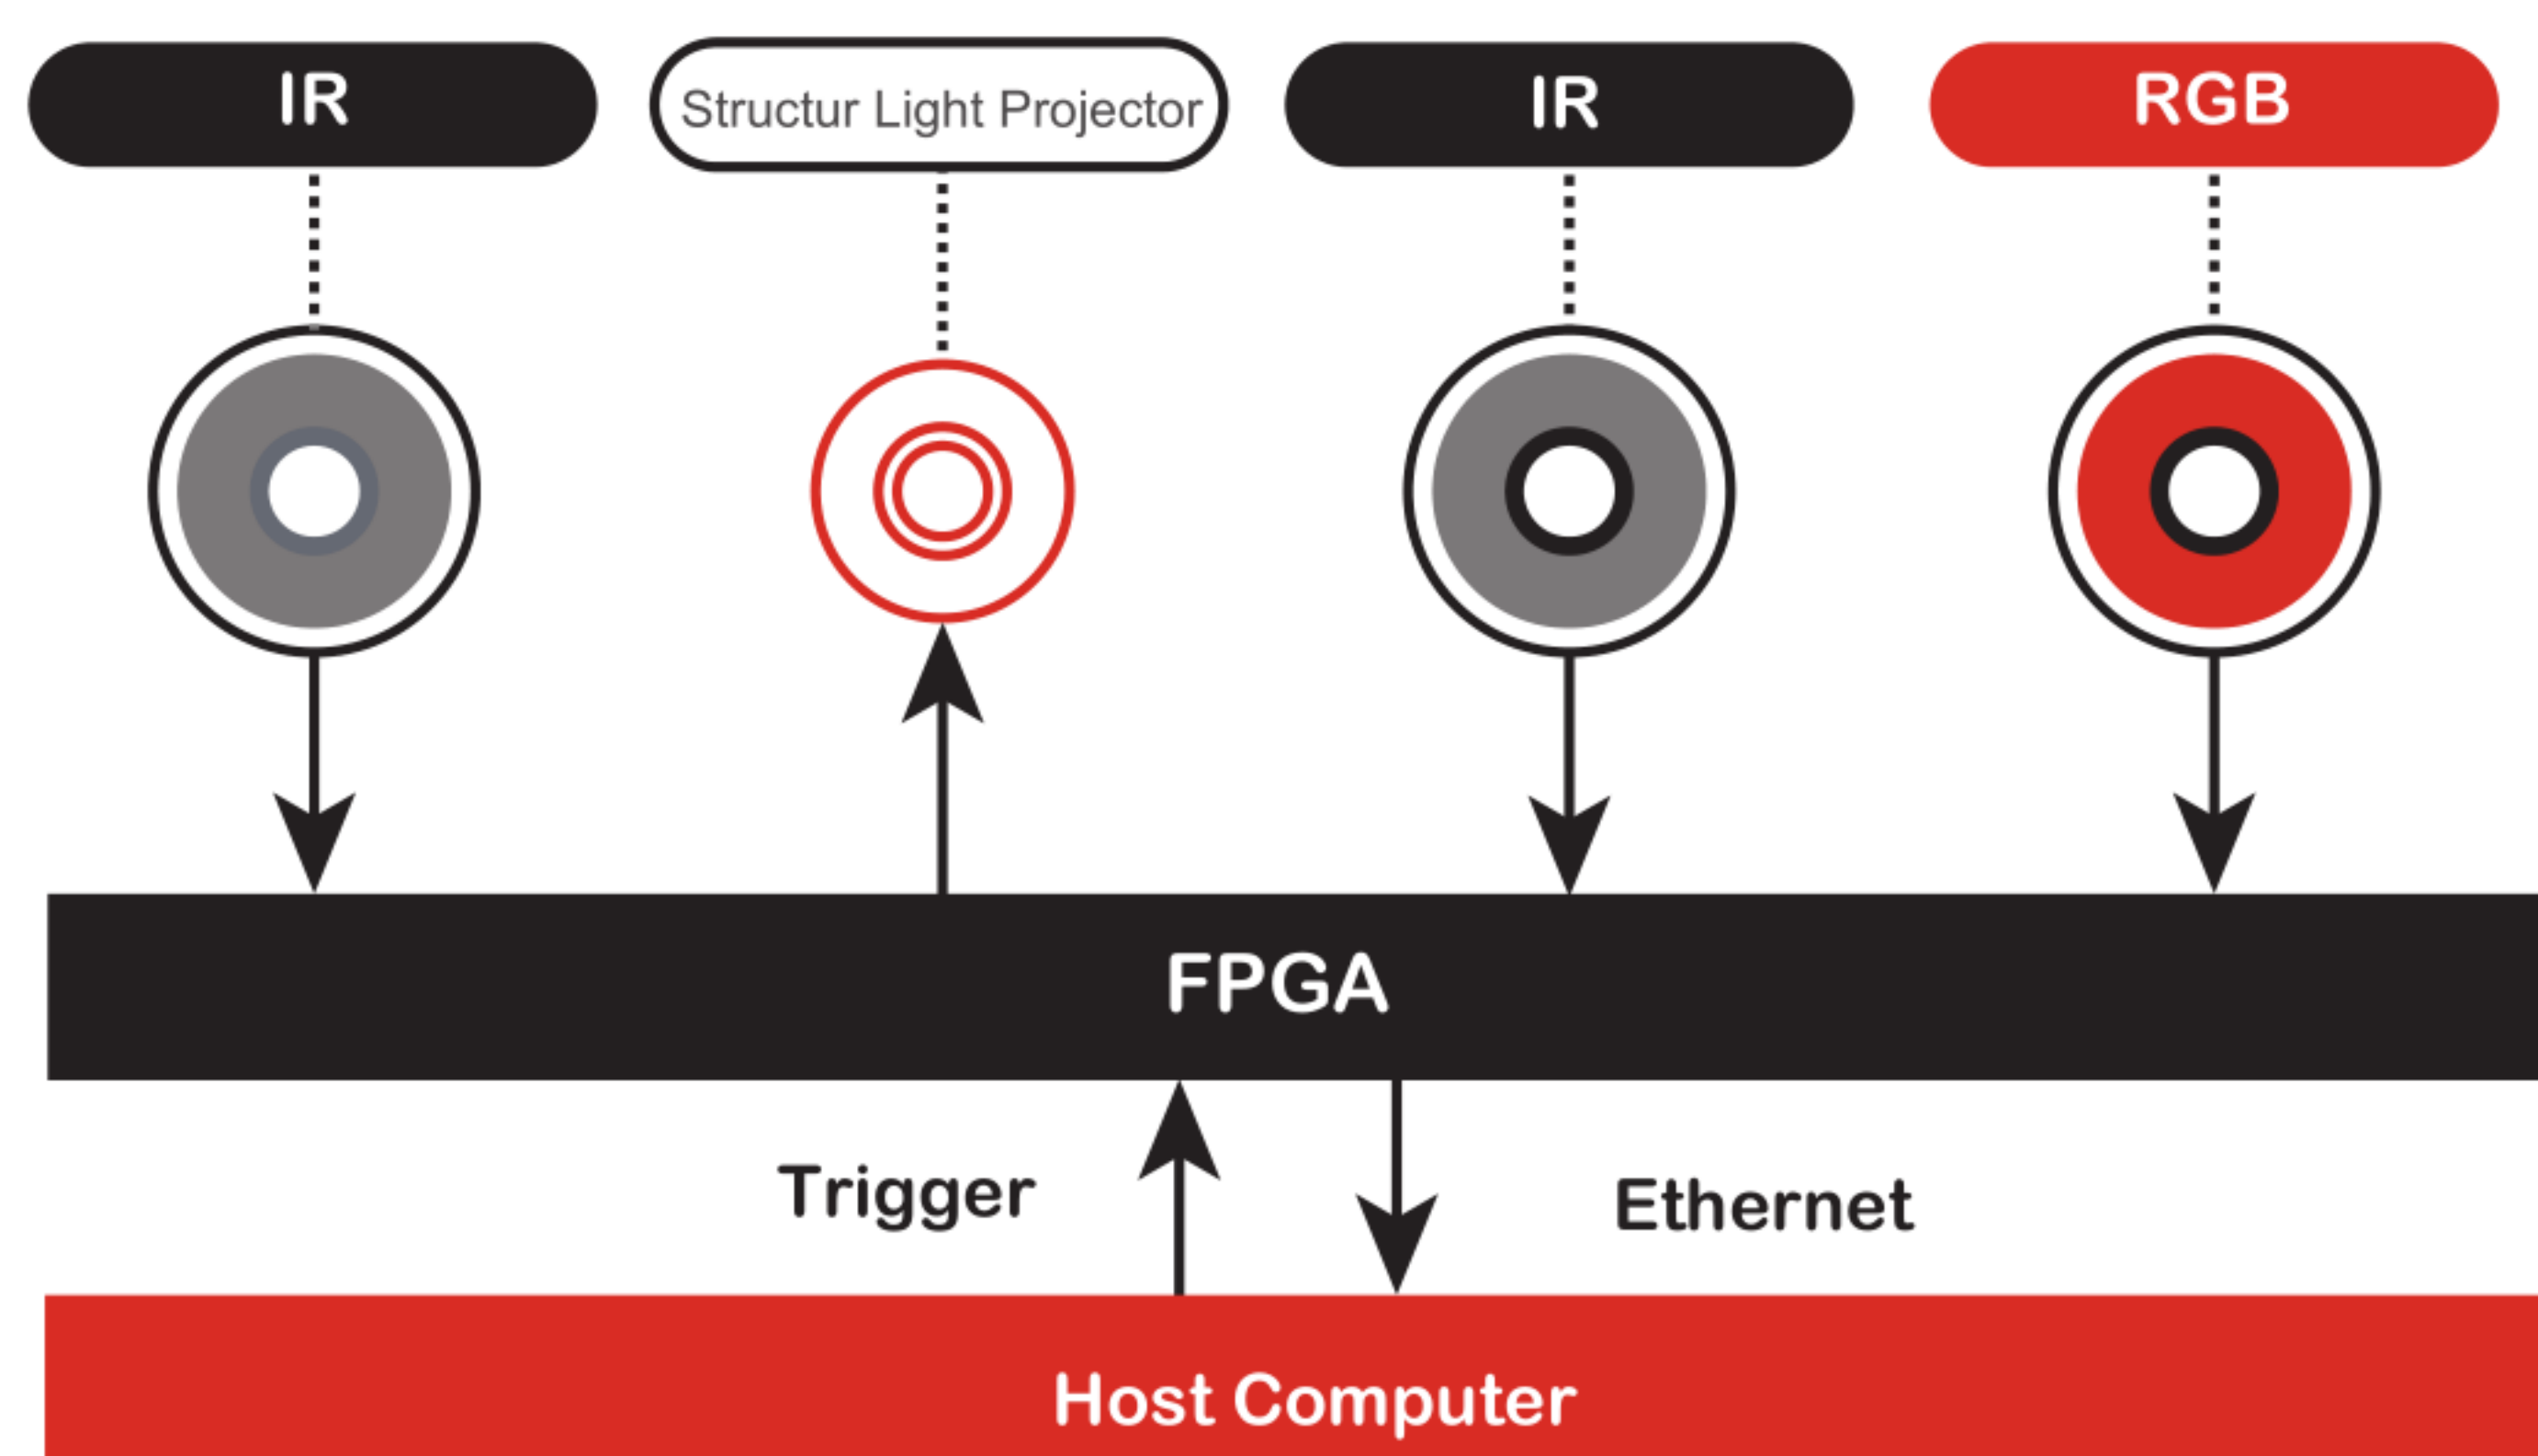 IR
Structur Light Projector
IR
RGB
FPGA
Trigger
Ethernet
Host Computer